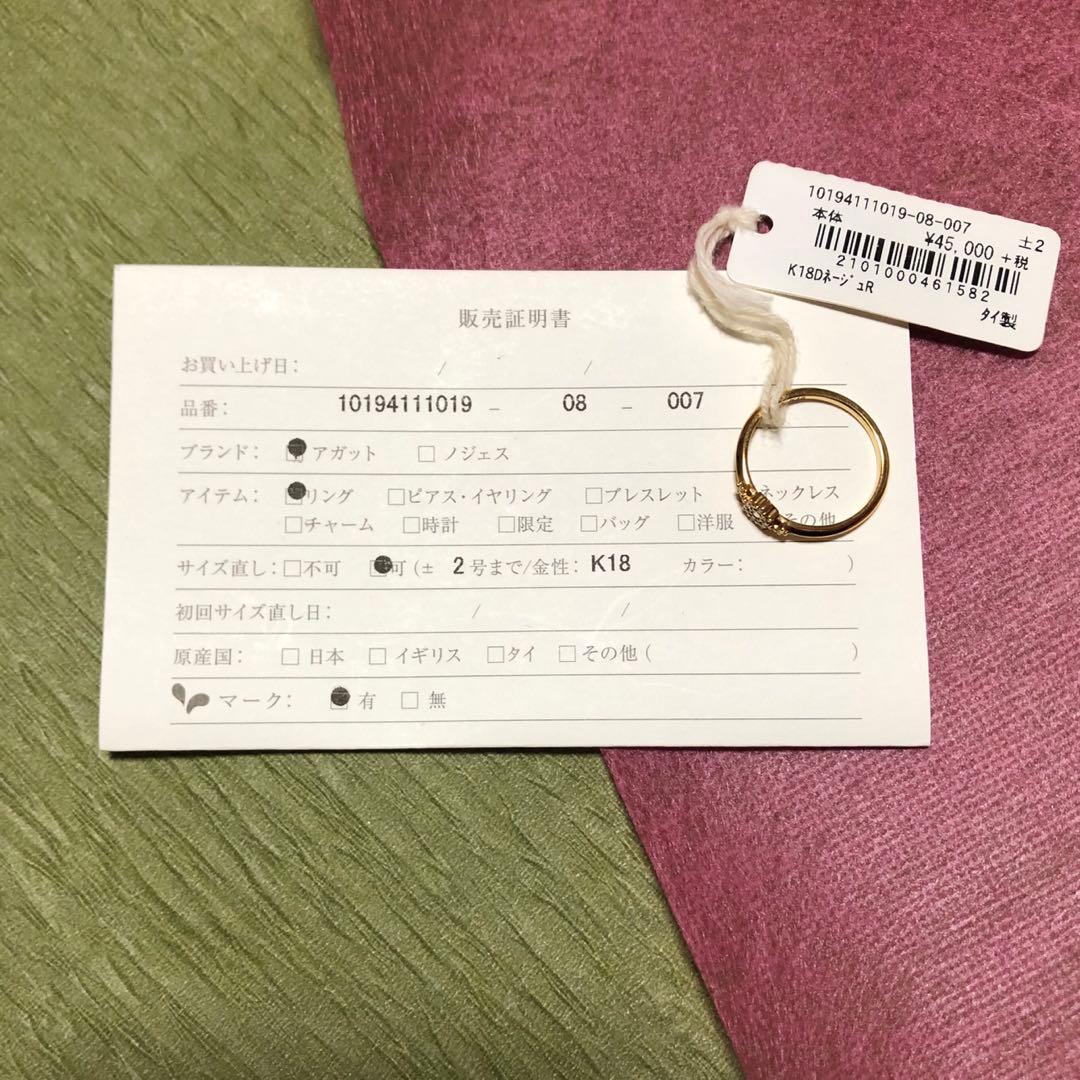 10194111019-08-007
本体 ±2
¥45,000 +税
2101000461582
K18DネージュR
タイ製
販売証明書
お買い上げ日: / /
品番: 10194111019 - 08 - 007
ブランド: アガット □ ノジェス
アイテム: リング □ピアス・イヤリング □ブレスレット ネックレス
□チャーム □時計 □限定 □バッグ □洋服 その他
サイズ直し: □不可 可 (± 2号まで/金性: K18 カラー: )
初回サイズ直し日: / /
原産国: □ 日本 □ イギリス □タイ □ その他 ( )
マーク: 有 □ 無